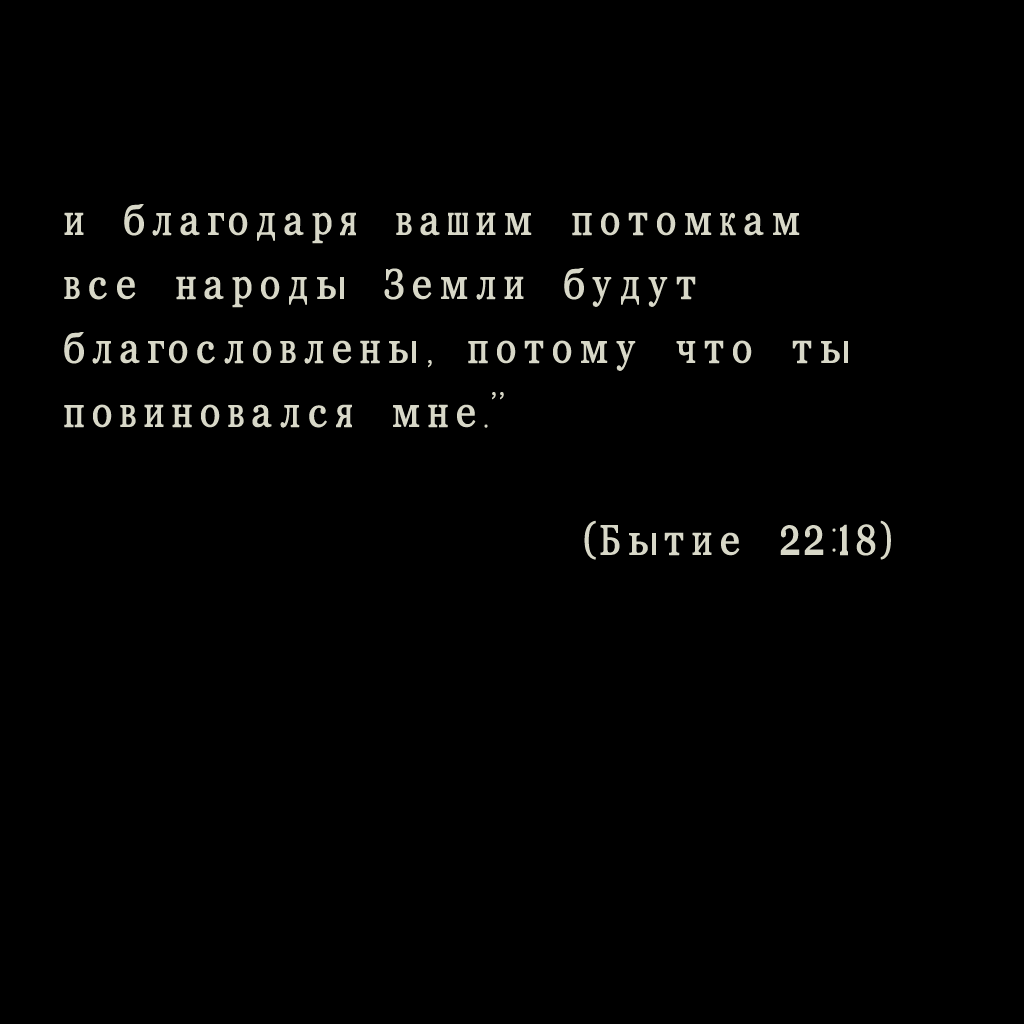 и благодаря вашим потомкам
все народы Земли будут
благословлены, потому что ты
повиновался мне.”
(Бытие 22:18)